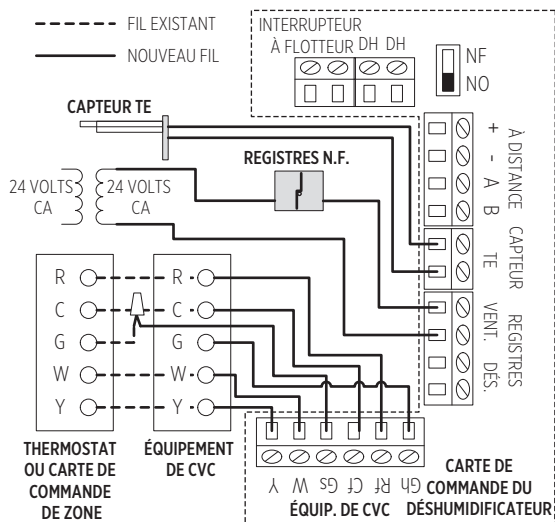 FIL EXISTANT
NOUVEAU FIL
INTERRUPTEUR
À FLOTTEUR DH DH
NF
NO
CAPTEUR TE
REGISTRES N.F.
24 VOLTS
CA
24 VOLTS
CA
+ - A B
À DISTANCE
TE
CAPTEUR
VENT. DÉS.
REGISTRES
R
C
G
W
Y
R
C
G
W
Y
THERMOSTAT
OU CARTE DE
COMMANDE
DE ZONE
ÉQUIPEMENT
DE CVC
Y W Gs Cf Rf Gh
ÉQUIP. DE CVC
CARTE DE
COMMANDE DU
DÉSHUMIDIFICATEUR